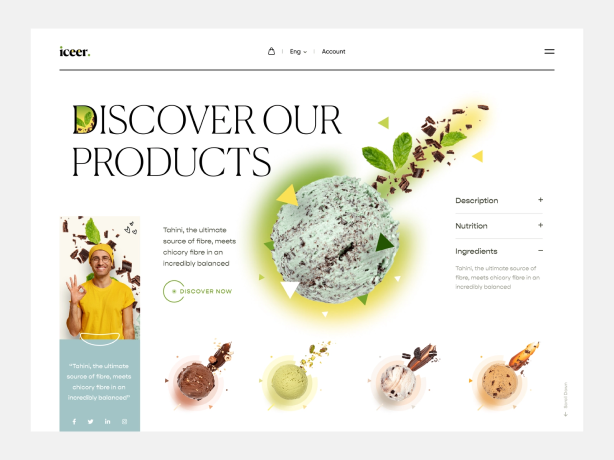 iceer.
Eng
Account
DISCOVER OUR
PRODUCTS
Description +
Nutrition +
Ingredients −
Tahini, the ultimate source of
fibre, meets chicory fibre in an
incredibly balanced
Tahini, the ultimate
source of fibre, meets
chicory fibre in an
incredibly balanced
+ DISCOVER NOW
"Tahini, the ultimate
source of fibre, meets
chicory fibre in an
incredibly balanced"
Scroll Down